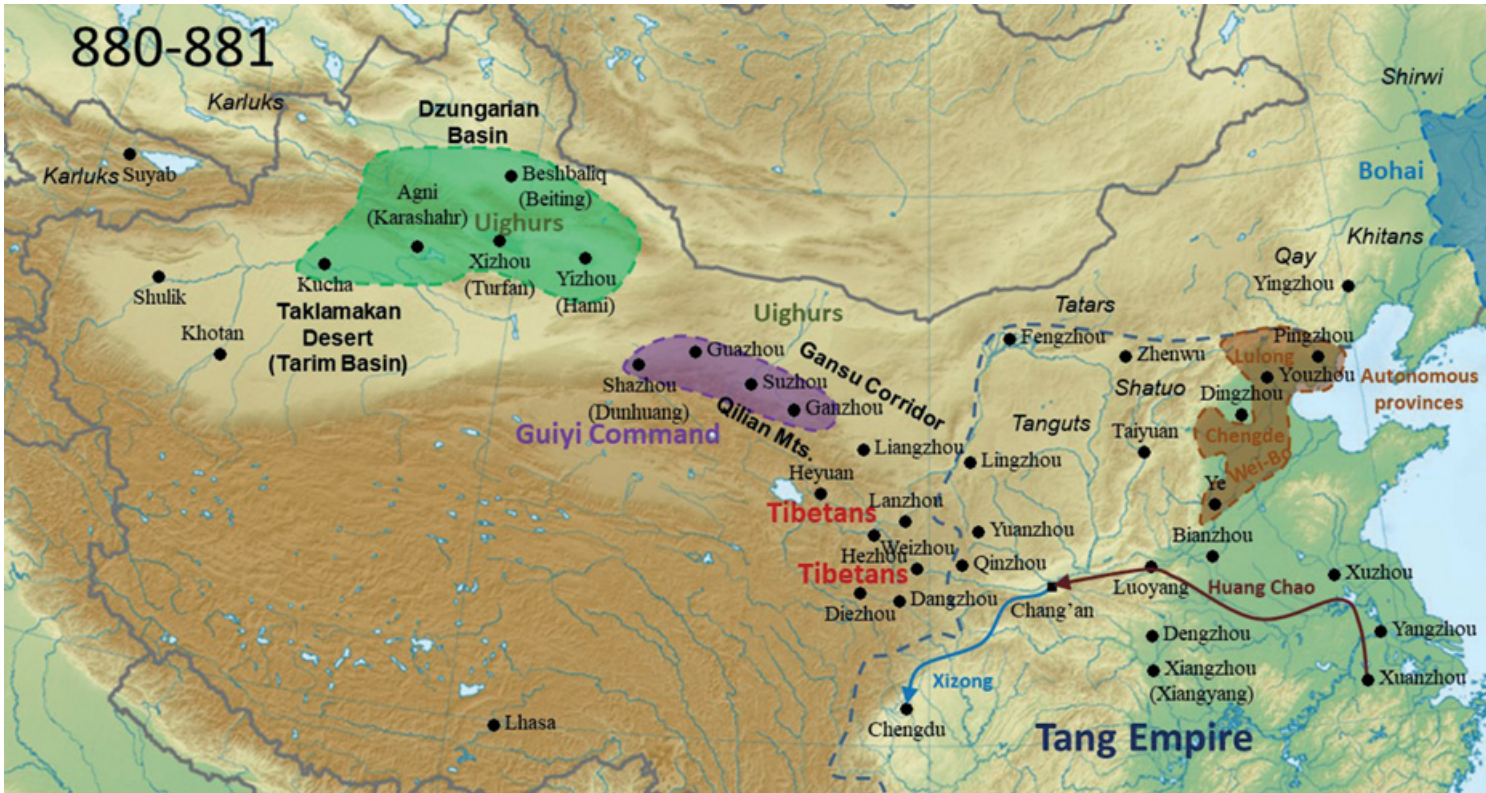 880-881
Shirwi
Karluks
Dzungarian
Basin
Karluks
Suyab
Beshbaliq
(Beiting)
Bohai
Agni
(Karashahr)
Uighurs
Khitans
Qay
Xizhou
(Turfan)
Yizhou
(Hami)
Yingzhou
Kucha
Shulik
Taklamakan
Desert
(Tarim Basin)
Khotan
Uighurs
Tatars
Fengzhou
Zhenwu
Pingzhou
Lulong
Youzhou
Autonomous
provinces
Guazhou
Gansu Corridor
Shazhou
(Dunhuang)
Suzhou
Ganzhou
Shatuo
Dingzhou
Guiyi Command
Qilian Mts.
Tanguts
Taiyuan
Chengde
Wei-Bo
Liangzhou
Lingzhou
Heyuan
Ye
Lanzhou
Tibetans
Yuanzhou
Bianzhou
Weizhou
Hezhou
Qinzhou
Tibetans
Xuzhou
Luoyang
Huang Chao
Diezhou
Dangzhou
Chang’an
Dengzhou
Yangzhou
Xiangzhou
(Xiangyang)
Xizong
Xuanzhou
Lhasa
Chengdu
Tang Empire